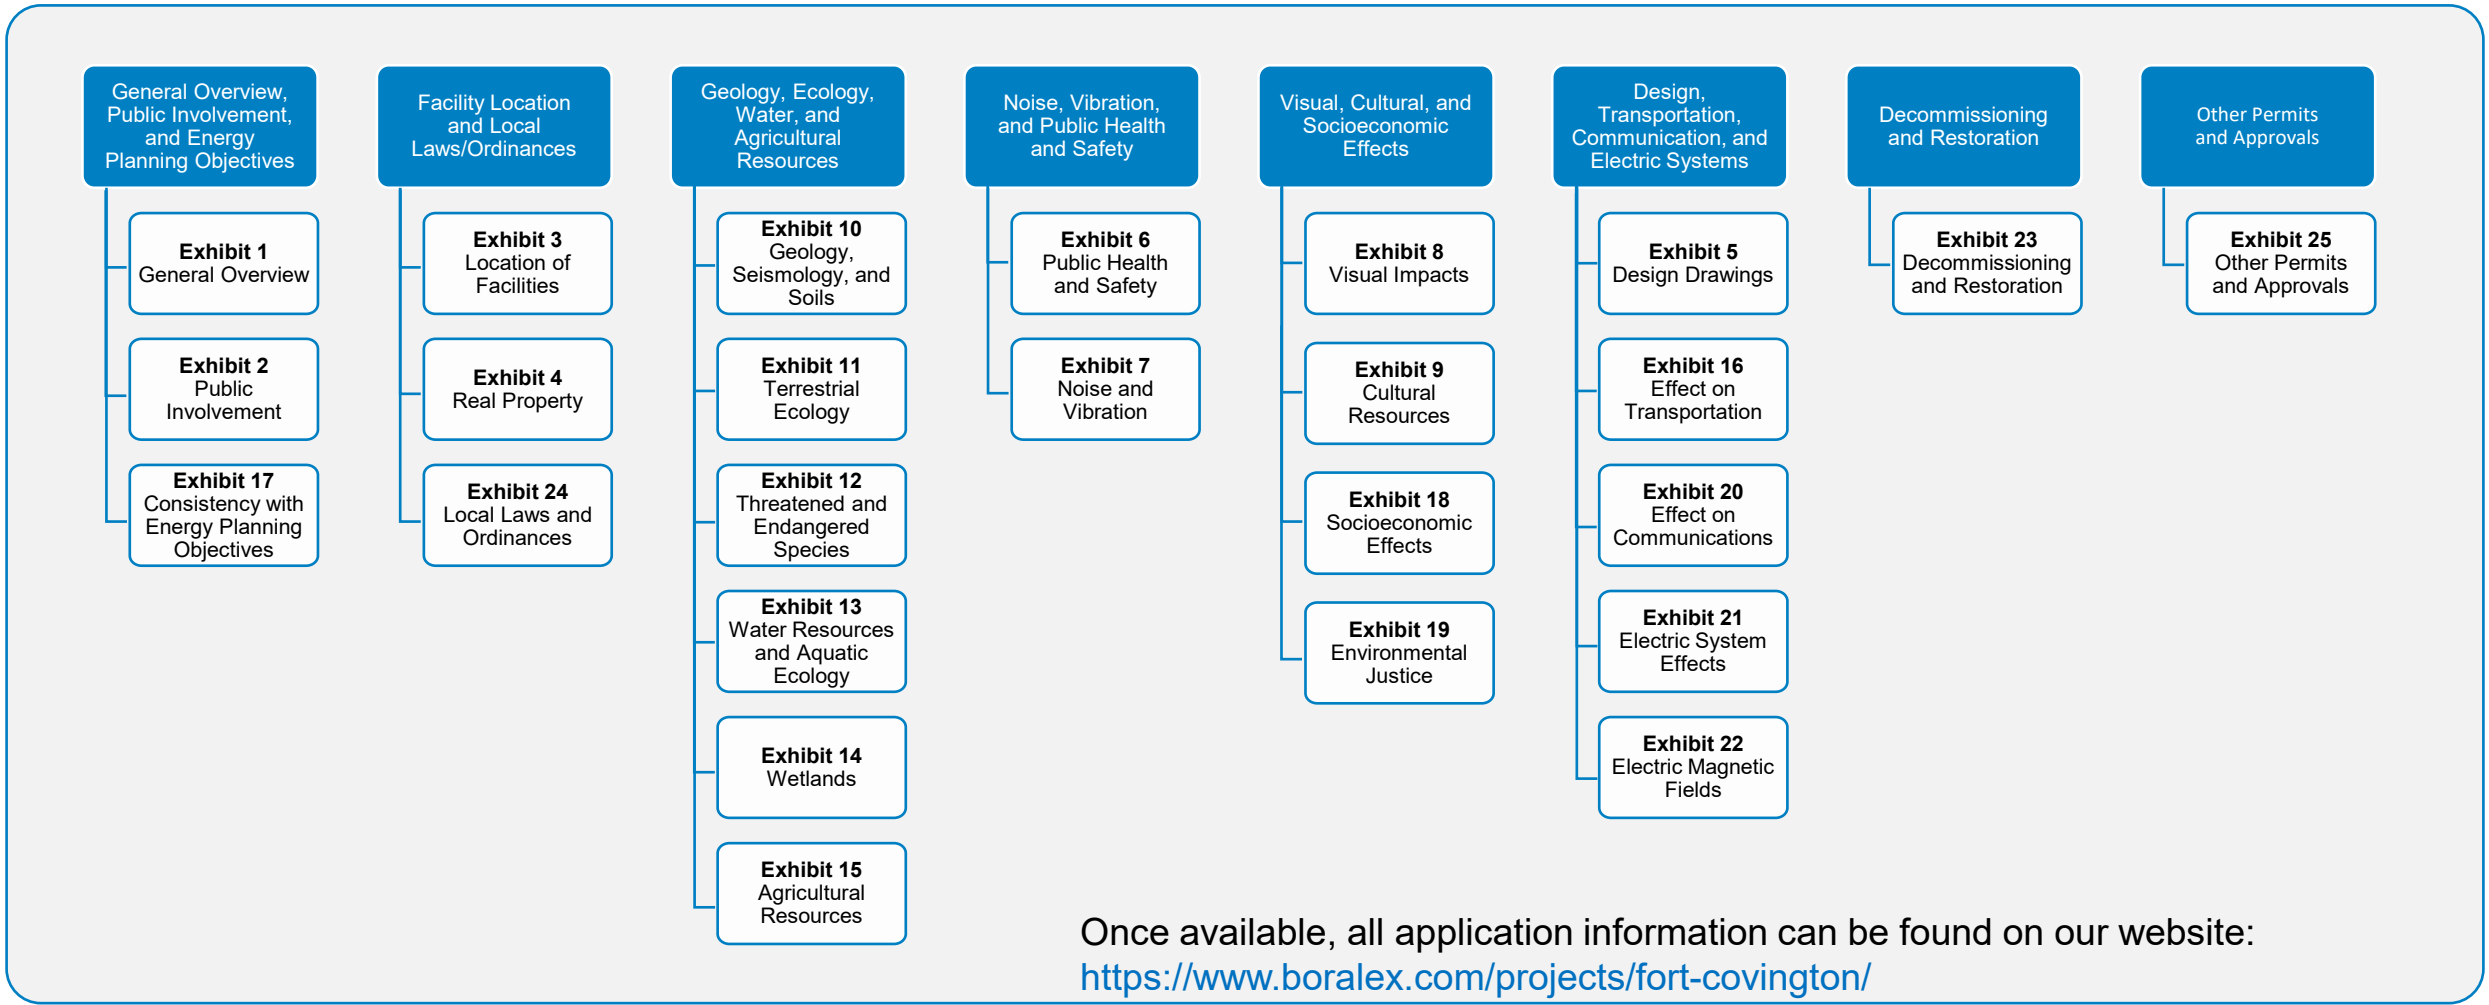 General Overview,
Public Involvement,
and Energy
Planning Objectives
Exhibit 1
General Overview
Exhibit 2
Public
Involvement
Exhibit 17
Consistency with
Energy Planning
Objectives
Facility Location
and Local
Laws/Ordinances
Exhibit 3
Location of
Facilities
Exhibit 4
Real Property
Exhibit 24
Local Laws and
Ordinances
Geology, Ecology,
Water, and
Agricultural
Resources
Exhibit 10
Geology,
Seismology, and
Soils
Exhibit 11
Terrestrial
Ecology
Exhibit 12
Threatened and
Endangered
Species
Exhibit 13
Water Resources
and Aquatic
Ecology
Exhibit 14
Wetlands
Exhibit 15
Agricultural
Resources
Noise, Vibration,
and Public Health
and Safety
Exhibit 6
Public Health
and Safety
Exhibit 7
Noise and
Vibration
Visual, Cultural, and
Socioeconomic
Effects
Exhibit 8
Visual Impacts
Exhibit 9
Cultural
Resources
Exhibit 18
Socioeconomic
Effects
Exhibit 19
Environmental
Justice
Design,
Transportation,
Communication, and
Electric Systems
Exhibit 5
Design Drawings
Exhibit 16
Effect on
Transportation
Exhibit 20
Effect on
Communications
Exhibit 21
Electric System
Effects
Exhibit 22
Electric Magnetic
Fields
Decommissioning
and Restoration
Exhibit 23
Decommissioning
and Restoration
Other Permits
and Approvals
Exhibit 25
Other Permits
and Approvals
Once available, all application information can be found on our website:
https://www.boralex.com/projects/fort-covington/